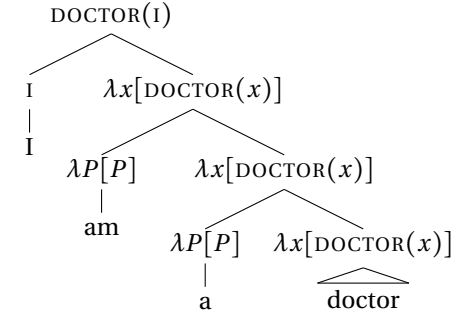 DOCTOR(I)
I λx[DOCTOR(x)]
I
λP[P] λx[DOCTOR(x)]
am
λP[P] λx[DOCTOR(x)]
a doctor